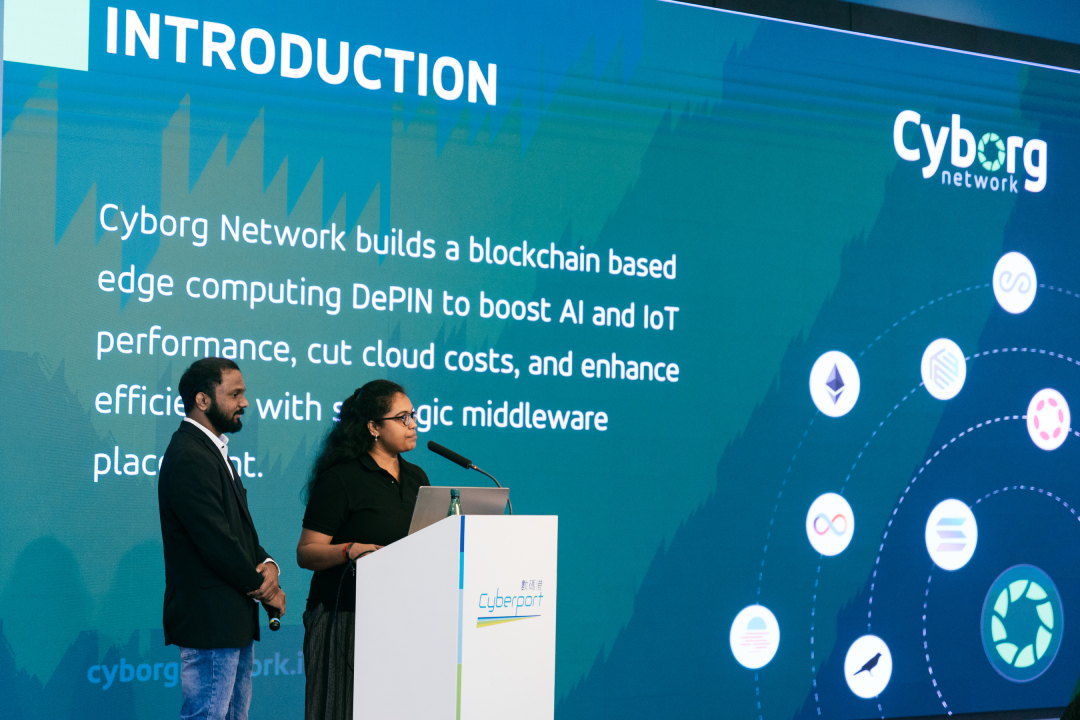 INTRODUCTION
Cyborg
network
Cyborg Network builds a blockchain based
edge computing DePIN to boost AI and IoT
performance, cut cloud costs, and enhance
with middleware
數碼港
Cyberport